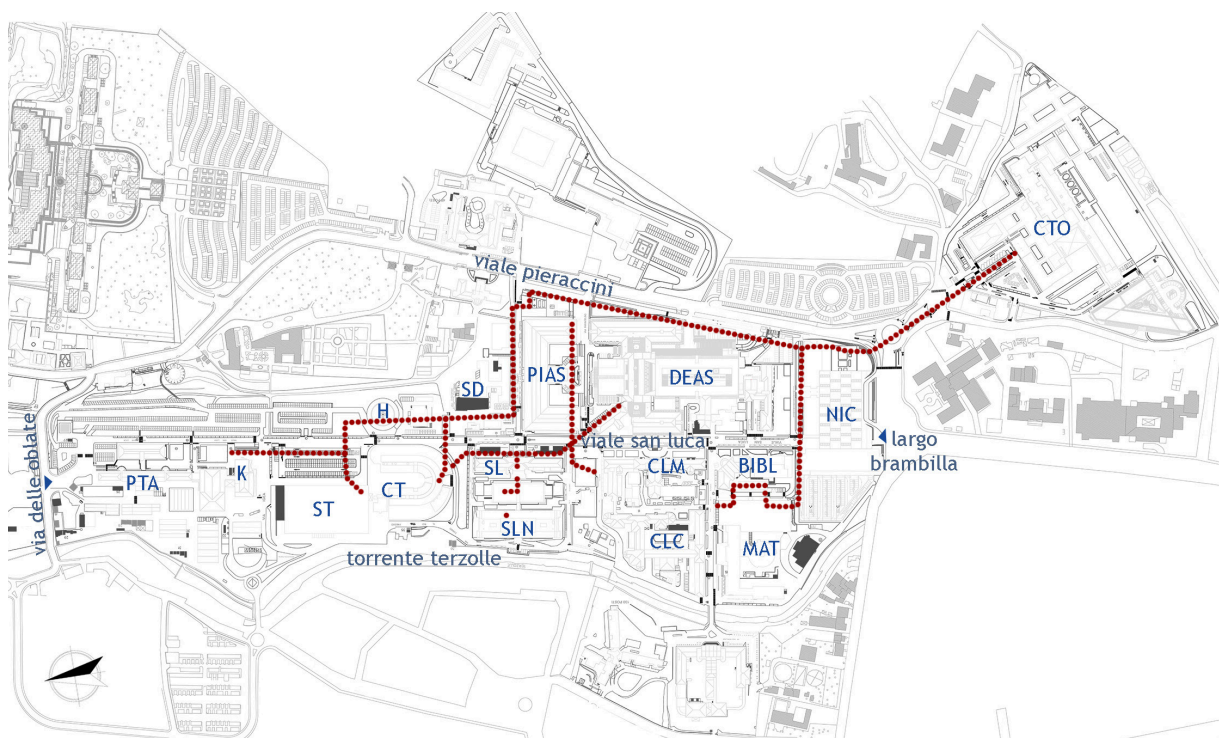 CTO
viale pieraccini
PIAS
DEAS
SD
H
NIC
viale san luca
largo
brambilla
via delle oblate
PTA
K
ST
CT
SL
SLN
CLM
BIBL
CLC
MAT
torrente terzolle